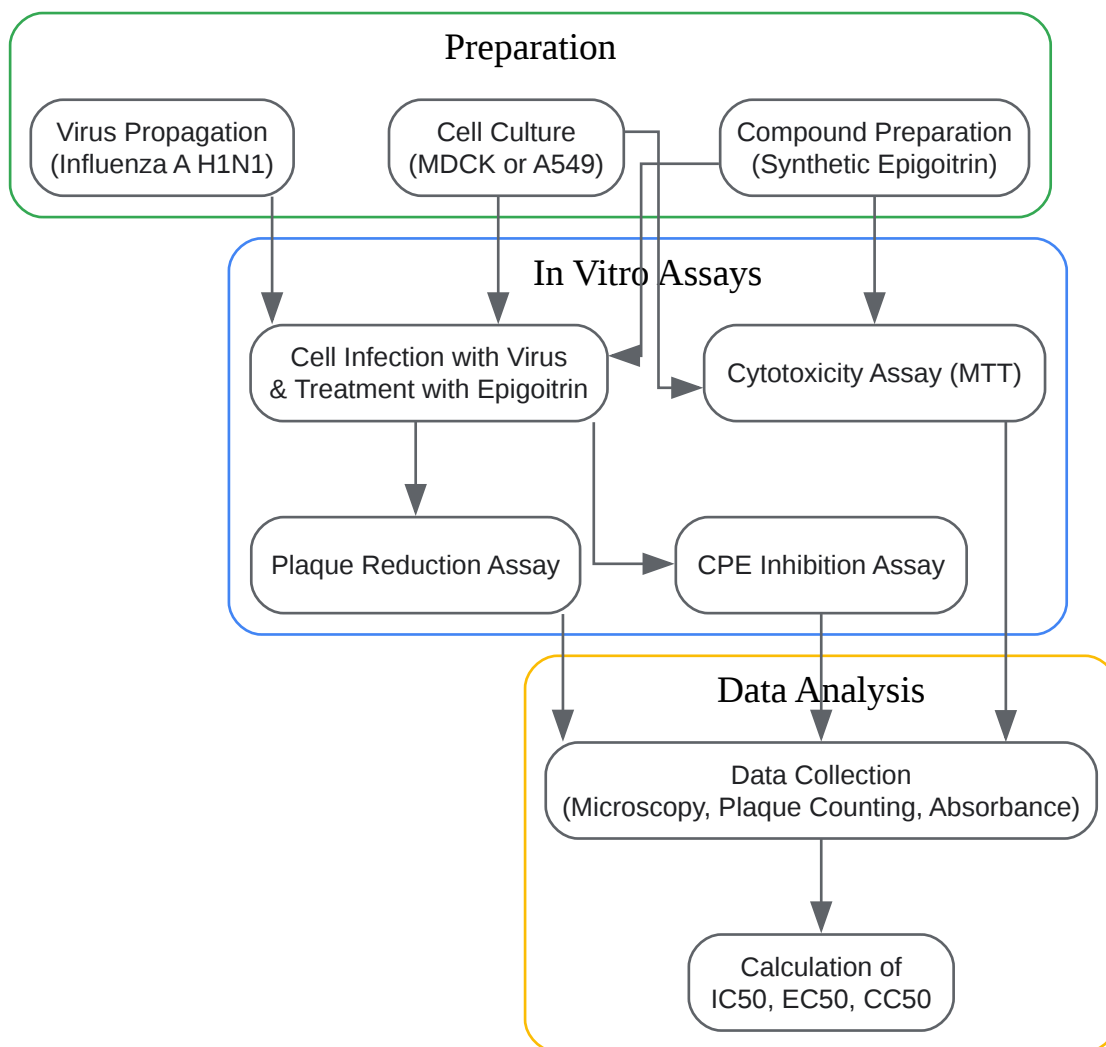 Preparation
Virus Propagation
(Influenza A H1N1)
Cell Culture
(MDCK or A549)
Compound Preparation
(Synthetic Epigoitrin)
In Vitro Assays
Cell Infection with Virus
& Treatment with Epigoitrin
Cytotoxicity Assay (MTT)
Plaque Reduction Assay
CPE Inhibition Assay
Data Analysis
Data Collection
(Microscopy, Plaque Counting, Absorbance)
Calculation of
IC50, EC50, CC50